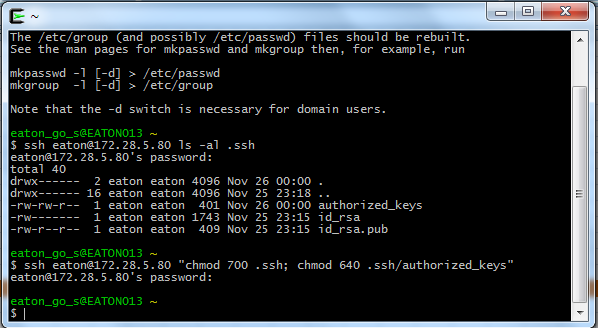 ~
The /etc/group (and possibly /etc/passwd) files should be rebuilt.
See the man pages for mkpasswd and mkgroup then, for example, run
mkpasswd -l [-d] > /etc/passwd
mkgroup  -l [-d] > /etc/group
Note that the -d switch is necessary for domain users.
eaton_go_s@EATON013 ~
$ ssh eaton@172.28.5.80 ls -al .ssh
eaton@172.28.5.80's password:
total 40
drwx------  2 eaton eaton 4096 Nov 26 00:00 .
drwx------ 16 eaton eaton 4096 Nov 25 23:18 ..
-rw-rw-r--  1 eaton eaton  401 Nov 26 00:00 authorized_keys
-rw-------  1 eaton eaton 1743 Nov 25 23:15 id_rsa
-rw-r--r--  1 eaton eaton  409 Nov 25 23:15 id_rsa.pub
eaton_go_s@EATON013 ~
$ ssh eaton@172.28.5.80 "chmod 700 .ssh; chmod 640 .ssh/authorized_keys"
eaton@172.28.5.80's password:
eaton_go_s@EATON013 ~
$